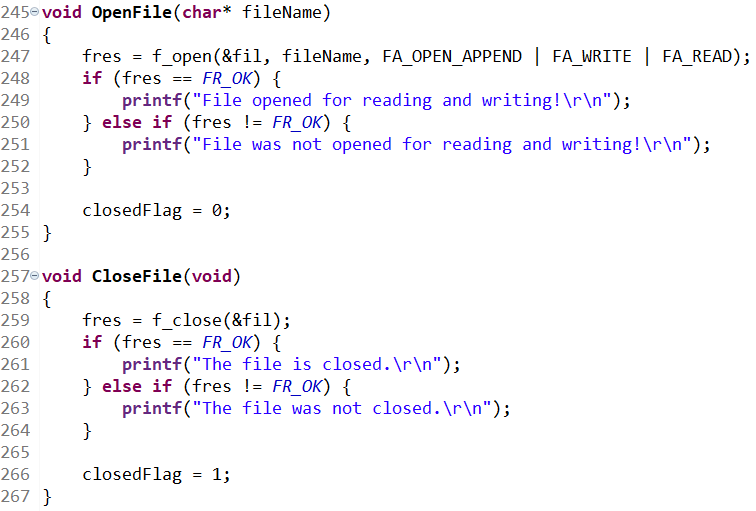 245 void OpenFile(char* fileName)
246 {
247     fres = f_open(&fil, fileName, FA_OPEN_APPEND | FA_WRITE | FA_READ);
248     if (fres == FR_OK) {
249         printf("File opened for reading and writing!\r\n");
250     } else if (fres != FR_OK) {
251         printf("File was not opened for reading and writing!\r\n");
252     }
253
254     closedFlag = 0;
255 }
256
257 void CloseFile(void)
258 {
259     fres = f_close(&fil);
260     if (fres == FR_OK) {
261         printf("The file is closed.\r\n");
262     } else if (fres != FR_OK) {
263         printf("The file was not closed.\r\n");
264     }
265
266     closedFlag = 1;
267 }